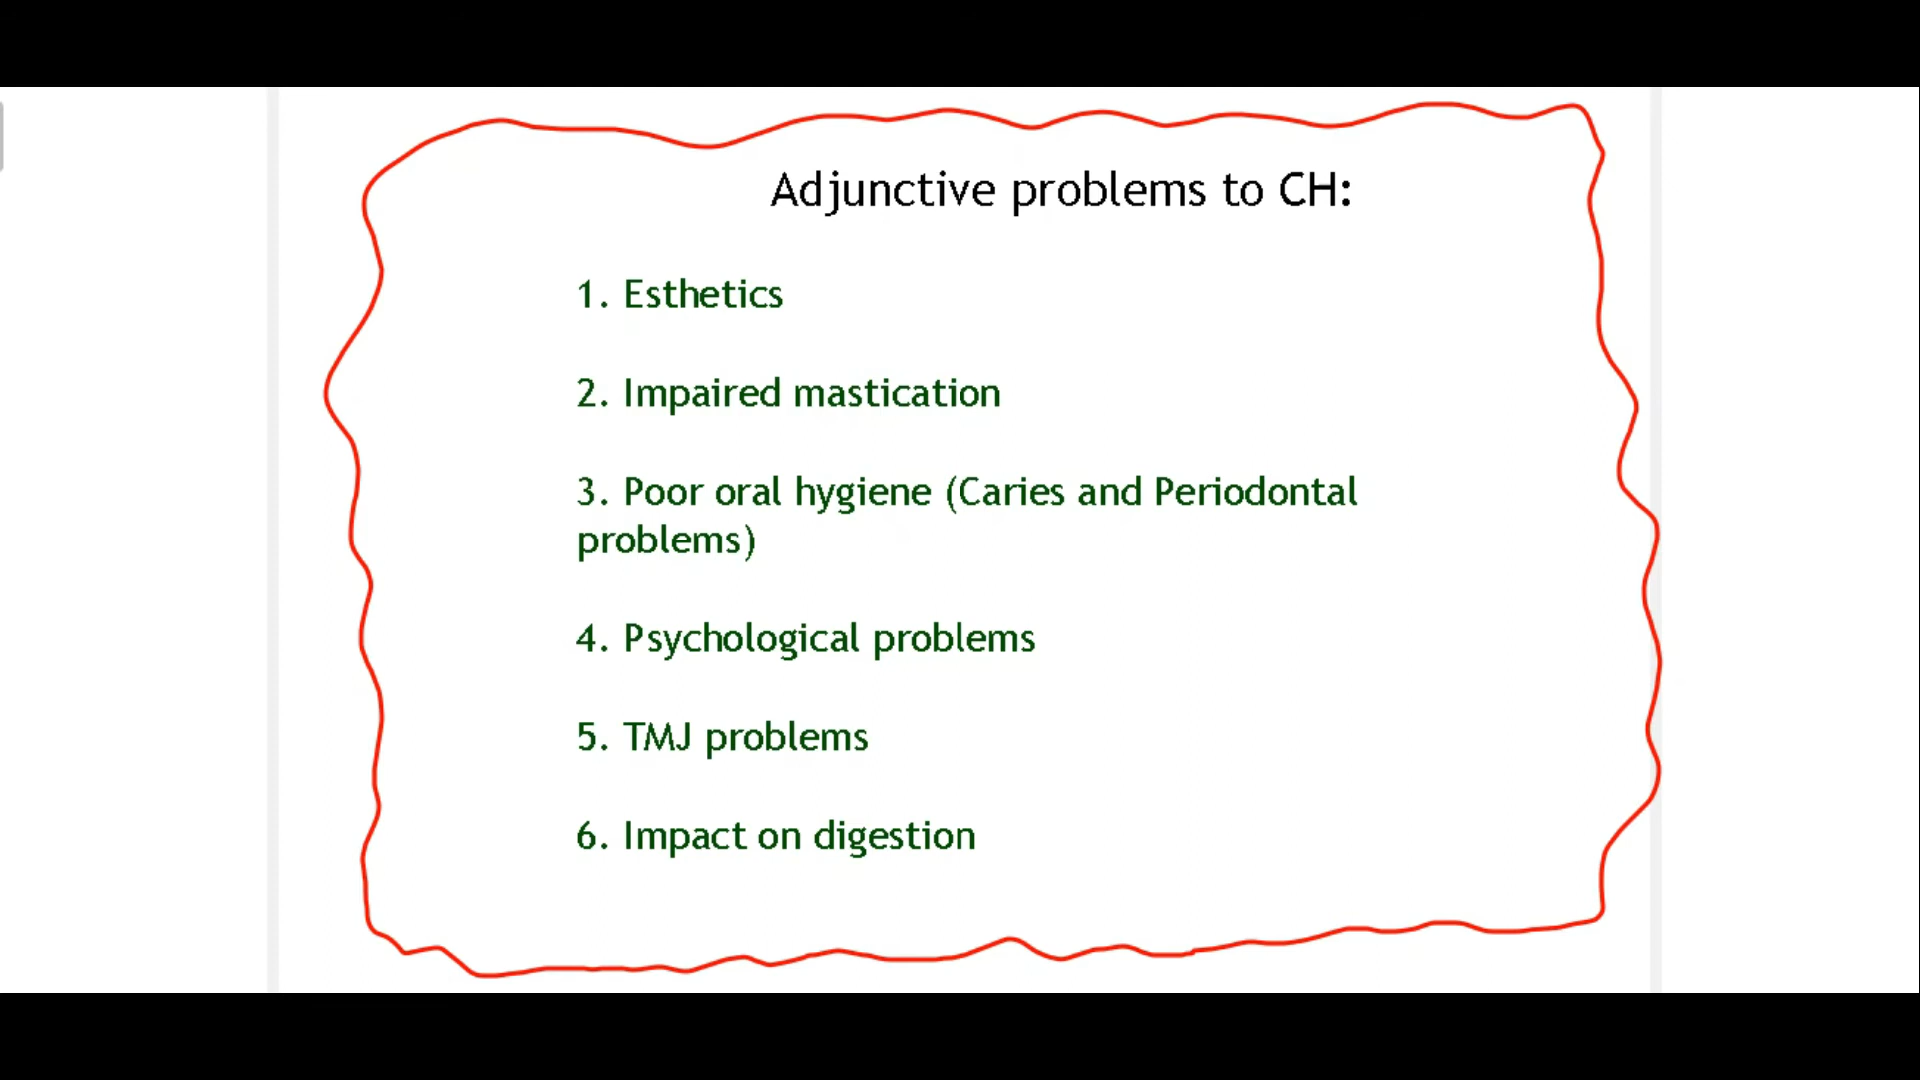 Adjunctive problems to CH:
1. Esthetics
2. Impaired mastication
3. Poor oral hygiene (Caries and Periodontal
problems)
4. Psychological problems
5. TMJ problems
6. Impact on digestion